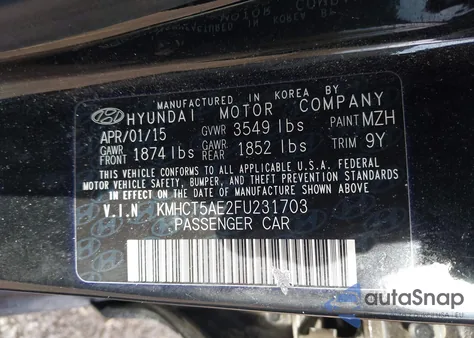 MANUFACTURED IN KOREA BY
HYUNDAI MOTOR COMPANY
APR/01/15 GVWR 3549 lbs PAINT MZH
GAWR FRONT 1874 lbs GAWR REAR 1852 lbs TRIM 9Y
THIS VEHICLE CONFORMS TO ALL APPLICABLE U.S.A. FEDERAL
MOTOR VEHICLE SAFETY, BUMPER, AND THEFT PREVENTION
STANDARDS IN EFFECT ON THE DATE OF MANUFACTURE SHOWN ABOVE.
V.I.N KMHCT5AE2FU231703
PASSENGER CAR
autaSnap